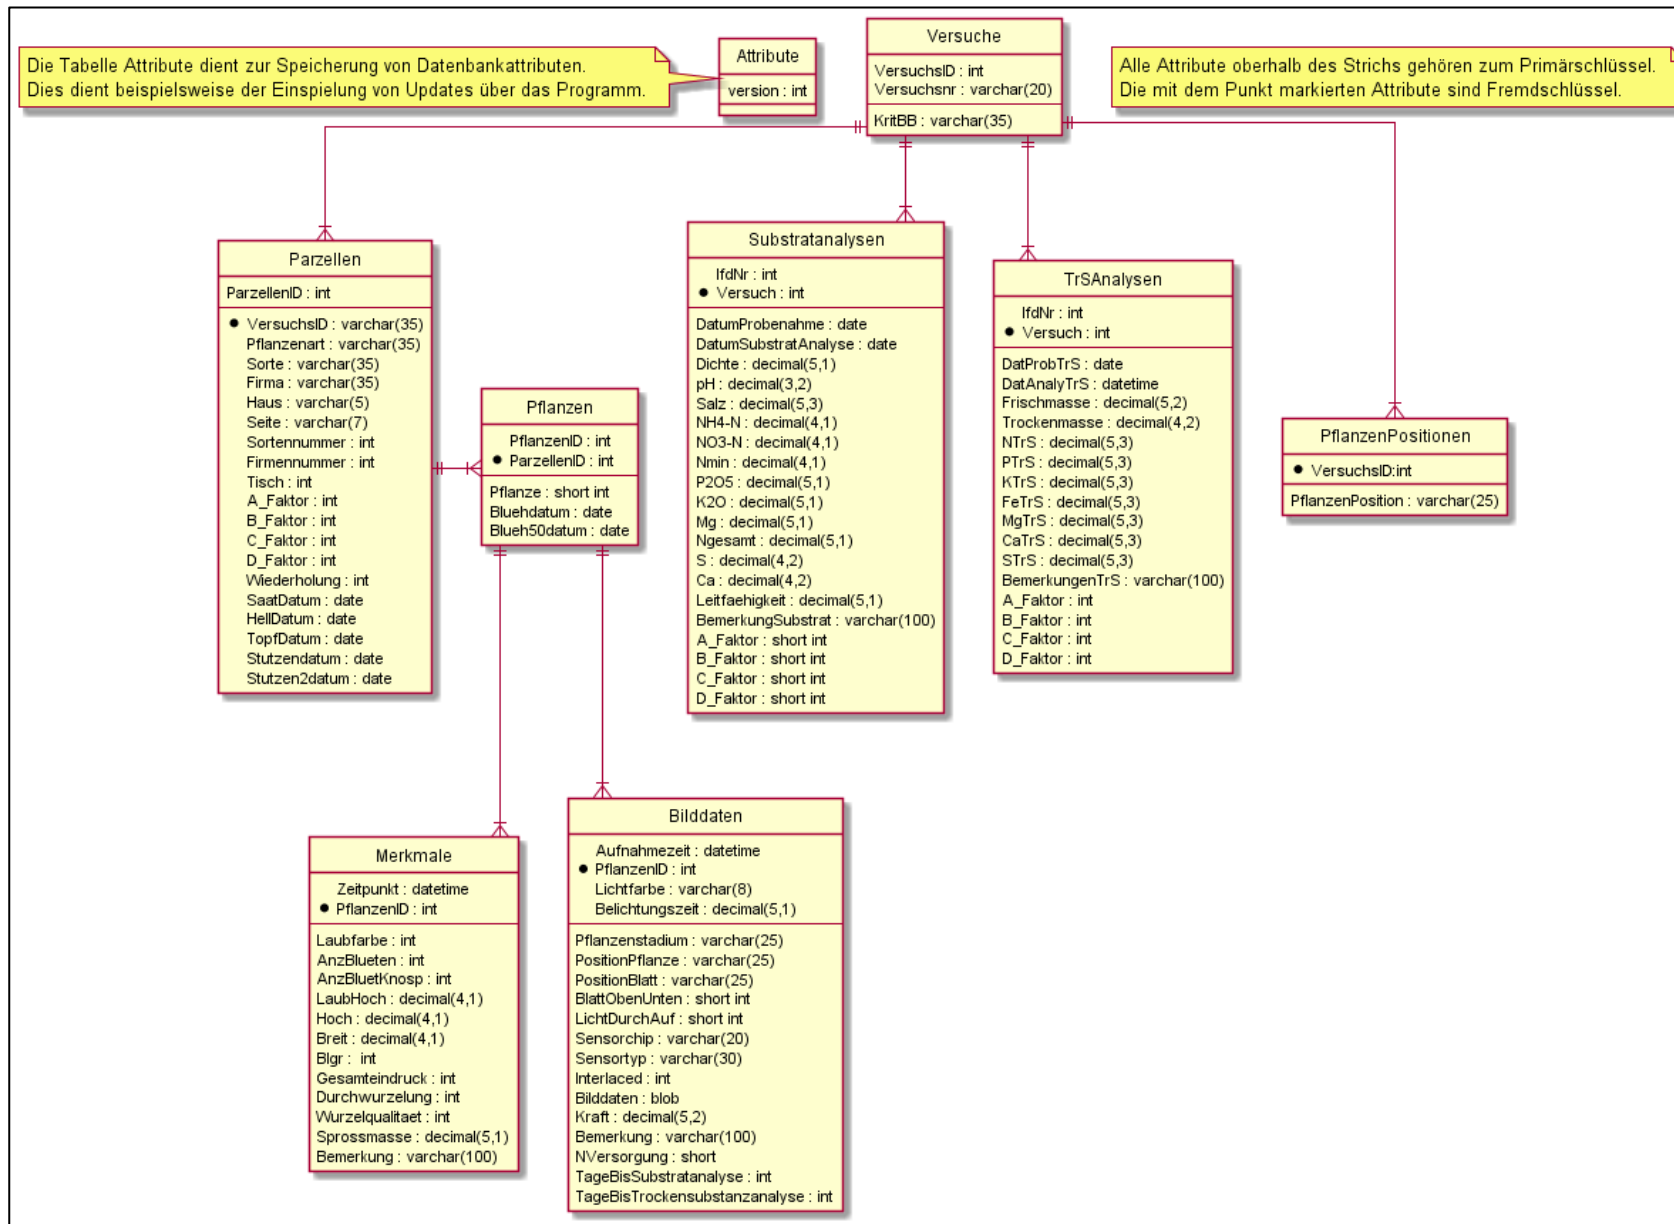 Die Tabelle Attribute dient zur Speicherung von Datenbankattributen.
Dies dient beispielsweise der Einspielung von Updates über das Programm.
Attribute
version : int
Versuche
VersuchsID : int
Versuchsnr : varchar(20)
KritBB : varchar(35)
Alle Attribute oberhalb des Strichs gehören zum Primärschlüssel.
Die mit dem Punkt markierten Attribute sind Fremdschlüssel.
Parzellen
ParzellenID : int
VersuchsID : varchar(35)
Pflanzenart : varchar(35)
Sorte : varchar(35)
Firma : varchar(35)
Haus : varchar(5)
Seite : varchar(7)
Sortennummer : int
Firmennummer : int
Tisch : int
A_Faktor : int
B_Faktor : int
C_Faktor : int
D_Faktor : int
Wiederholung : int
SaatDatum : date
HellDatum : date
TopfDatum : date
Stutzendatum : date
Stutzen2datum : date
Pflanzen
PflanzenID : int
ParzellenID : int
Pflanze : short int
Bluehdatum : date
Blueh50datum : date
Substratanalysen
lfdNr : int
Versuch : int
DatumProbenahme : date
DatumSubstratAnalyse : date
Dichte : decimal(5,1)
pH : decimal(3,2)
Salz : decimal(5,3)
NH4-N : decimal(4,1)
NO3-N : decimal(4,1)
Nmin : decimal(4,1)
P2O5 : decimal(5,1)
K2O : decimal(5,1)
Mg : decimal(5,1)
Ngesamt : decimal(5,1)
S : decimal(4,2)
Ca : decimal(4,2)
Leitfaehigkeit : decimal(5,1)
BemerkungSubstrat : varchar(100)
A_Faktor : short int
B_Faktor : short int
C_Faktor : short int
D_Faktor : short int
TrSAnalysen
lfdNr : int
Versuch : int
DatProbTrS : date
DatAnalyTrS : datetime
Frischmasse : decimal(5,2)
Trockenmasse : decimal(4,2)
NTrS : decimal(5,3)
PTrS : decimal(5,3)
KTrS : decimal(5,3)
FeTrS : decimal(5,3)
MgTrS : decimal(5,3)
CaTrS : decimal(5,3)
STrS : decimal(5,3)
BemerkungenTrS : varchar(100)
A_Faktor : int
B_Faktor : int
C_Faktor : int
D_Faktor : int
PflanzenPositionen
VersuchsID:int
PflanzenPosition : varchar(25)
Merkmale
Zeitpunkt : datetime
PflanzenID : int
Laubfarbe : int
AnzBlueten : int
AnzBluetKnosp : int
LaubHoch : decimal(4,1)
Hoch : decimal(4,1)
Breit : decimal(4,1)
Blgr : int
Gesamteindruck : int
Durchwurzelung : int
Wurzelqualitaet : int
Sprossmasse : decimal(5,1)
Bemerkung : varchar(100)
Bilddaten
Aufnahmezeit : datetime
PflanzenID : int
Lichtfarbe : varchar(8)
Belichtungszeit : decimal(5,1)
Pflanzenstadium : varchar(25)
PositionPflanze : varchar(25)
PositionBlatt : varchar(25)
BlattObenUnten : short int
LichtDurchAuf : short int
Sensorchip : varchar(20)
Sensortyp : varchar(30)
Interlaced : int
Bilddaten : blob
Kraft : decimal(5,2)
Bemerkung : varchar(100)
NVersorgung : short
TageBisSubstratanalyse : int
TageBisTrockensubstanzanalyse : int